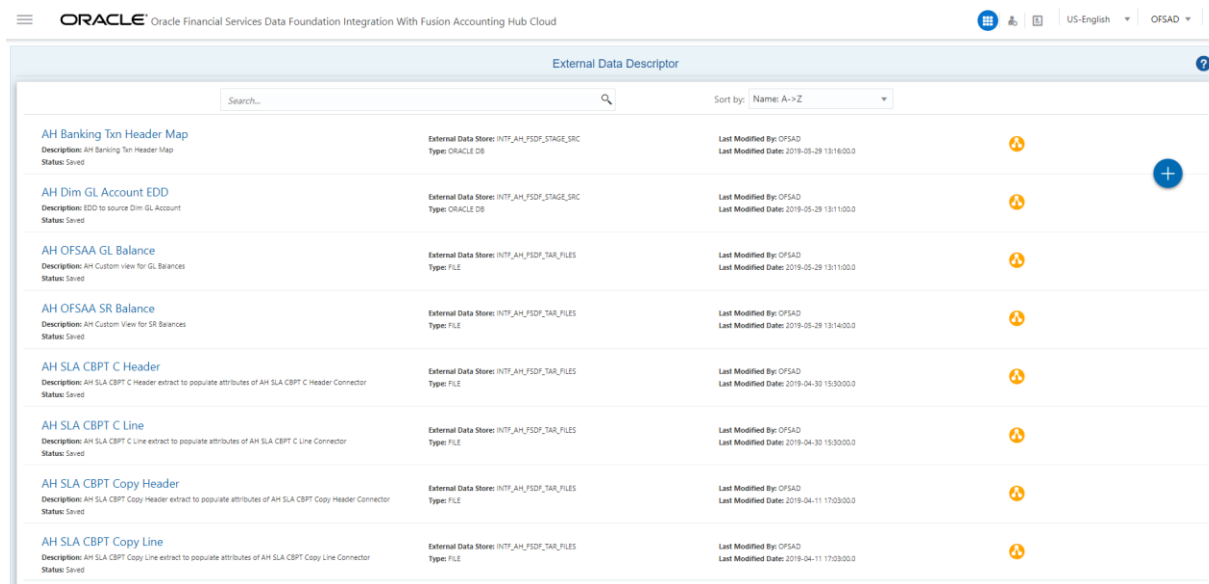 ORACLE® Oracle Financial Services Data Foundation Integration With Fusion Accounting Hub Cloud US-English OFSAD
External Data Descriptor ?
Search... Sort by: Name: A->Z
AH Banking Txn Header Map
Description: AH Banking Txn Header Map
Status: Saved
External Data Store: INTF_AH_FSDF_STAGE_SRC
Type: ORACLE DB
Last Modified By: OFSAD
Last Modified Date: 2019-05-29 13:16:00.0
AH Dim GL Account EDD
Description: EDD to source Dim GL Account
Status: Saved
External Data Store: INTF_AH_FSDF_STAGE_SRC
Type: ORACLE DB
Last Modified By: OFSAD
Last Modified Date: 2019-05-29 13:11:00.0
AH OFSAA GL Balance
Description: AH Custom view for GL Balances
Status: Saved
External Data Store: INTF_AH_FSDF_TAR_FILES
Type: FILE
Last Modified By: OFSAD
Last Modified Date: 2019-05-29 13:11:00.0
AH OFSAA SR Balance
Description: AH Custom View for SR Balances
Status: Saved
External Data Store: INTF_AH_FSDF_TAR_FILES
Type: FILE
Last Modified By: OFSAD
Last Modified Date: 2019-05-29 13:14:00.0
AH SLA CBPT C Header
Description: AH SLA CBPT C Header extract to populate attributes of AH SLA CBPT C Header Connector
Status: Saved
External Data Store: INTF_AH_FSDF_TAR_FILES
Type: FILE
Last Modified By: OFSAD
Last Modified Date: 2019-04-30 15:30:00.0
AH SLA CBPT C Line
Description: AH SLA CBPT C Line extract to populate attributes of AH SLA CBPT C Line Connector
Status: Saved
External Data Store: INTF_AH_FSDF_TAR_FILES
Type: FILE
Last Modified By: OFSAD
Last Modified Date: 2019-04-30 15:30:00.0
AH SLA CBPT Copy Header
Description: AH SLA CBPT Copy Header extract to populate attributes of AH SLA CBPT Copy Header Connector
Status: Saved
External Data Store: INTF_AH_FSDF_TAR_FILES
Type: FILE
Last Modified By: OFSAD
Last Modified Date: 2019-04-11 17:03:00.0
AH SLA CBPT Copy Line
Description: AH SLA CBPT Copy Line extract to populate attributes of AH SLA CBPT Copy Line Connector
Status: Saved
External Data Store: INTF_AH_FSDF_TAR_FILES
Type: FILE
Last Modified By: OFSAD
Last Modified Date: 2019-04-11 17:03:00.0